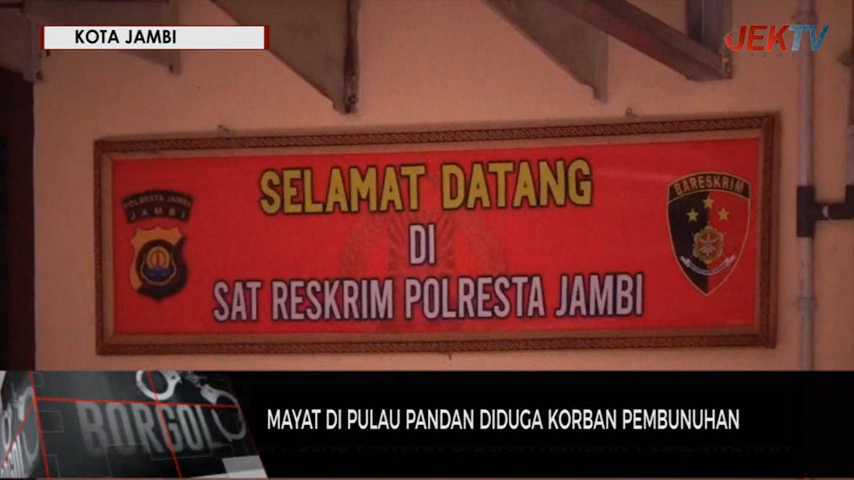 KOTA JAMBI
JEKTV
SELAMAT DATANG
DI
SAT RESKRIM POLRESTA JAMBI
POLRESTA JAMBI
JAMBI
BARESKRIM
BORGOL
MAYAT DI PULAU PANDAN DIDUGA KORBAN PEMBUNUHAN